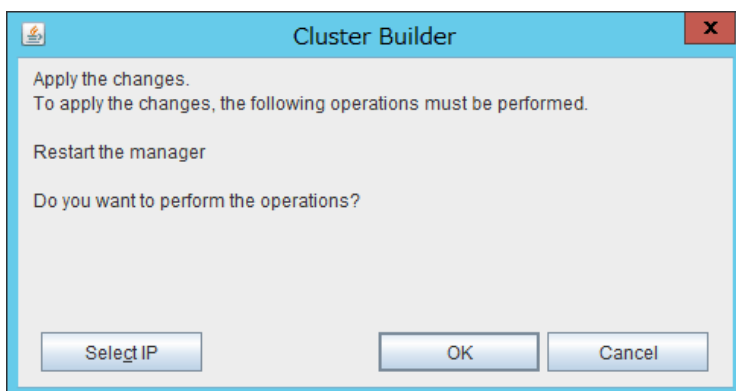 Cluster Builder
x
Apply the changes.
To apply the changes, the following operations must be performed.
Restart the manager
Do you want to perform the operations?
Select IP
OK
Cancel